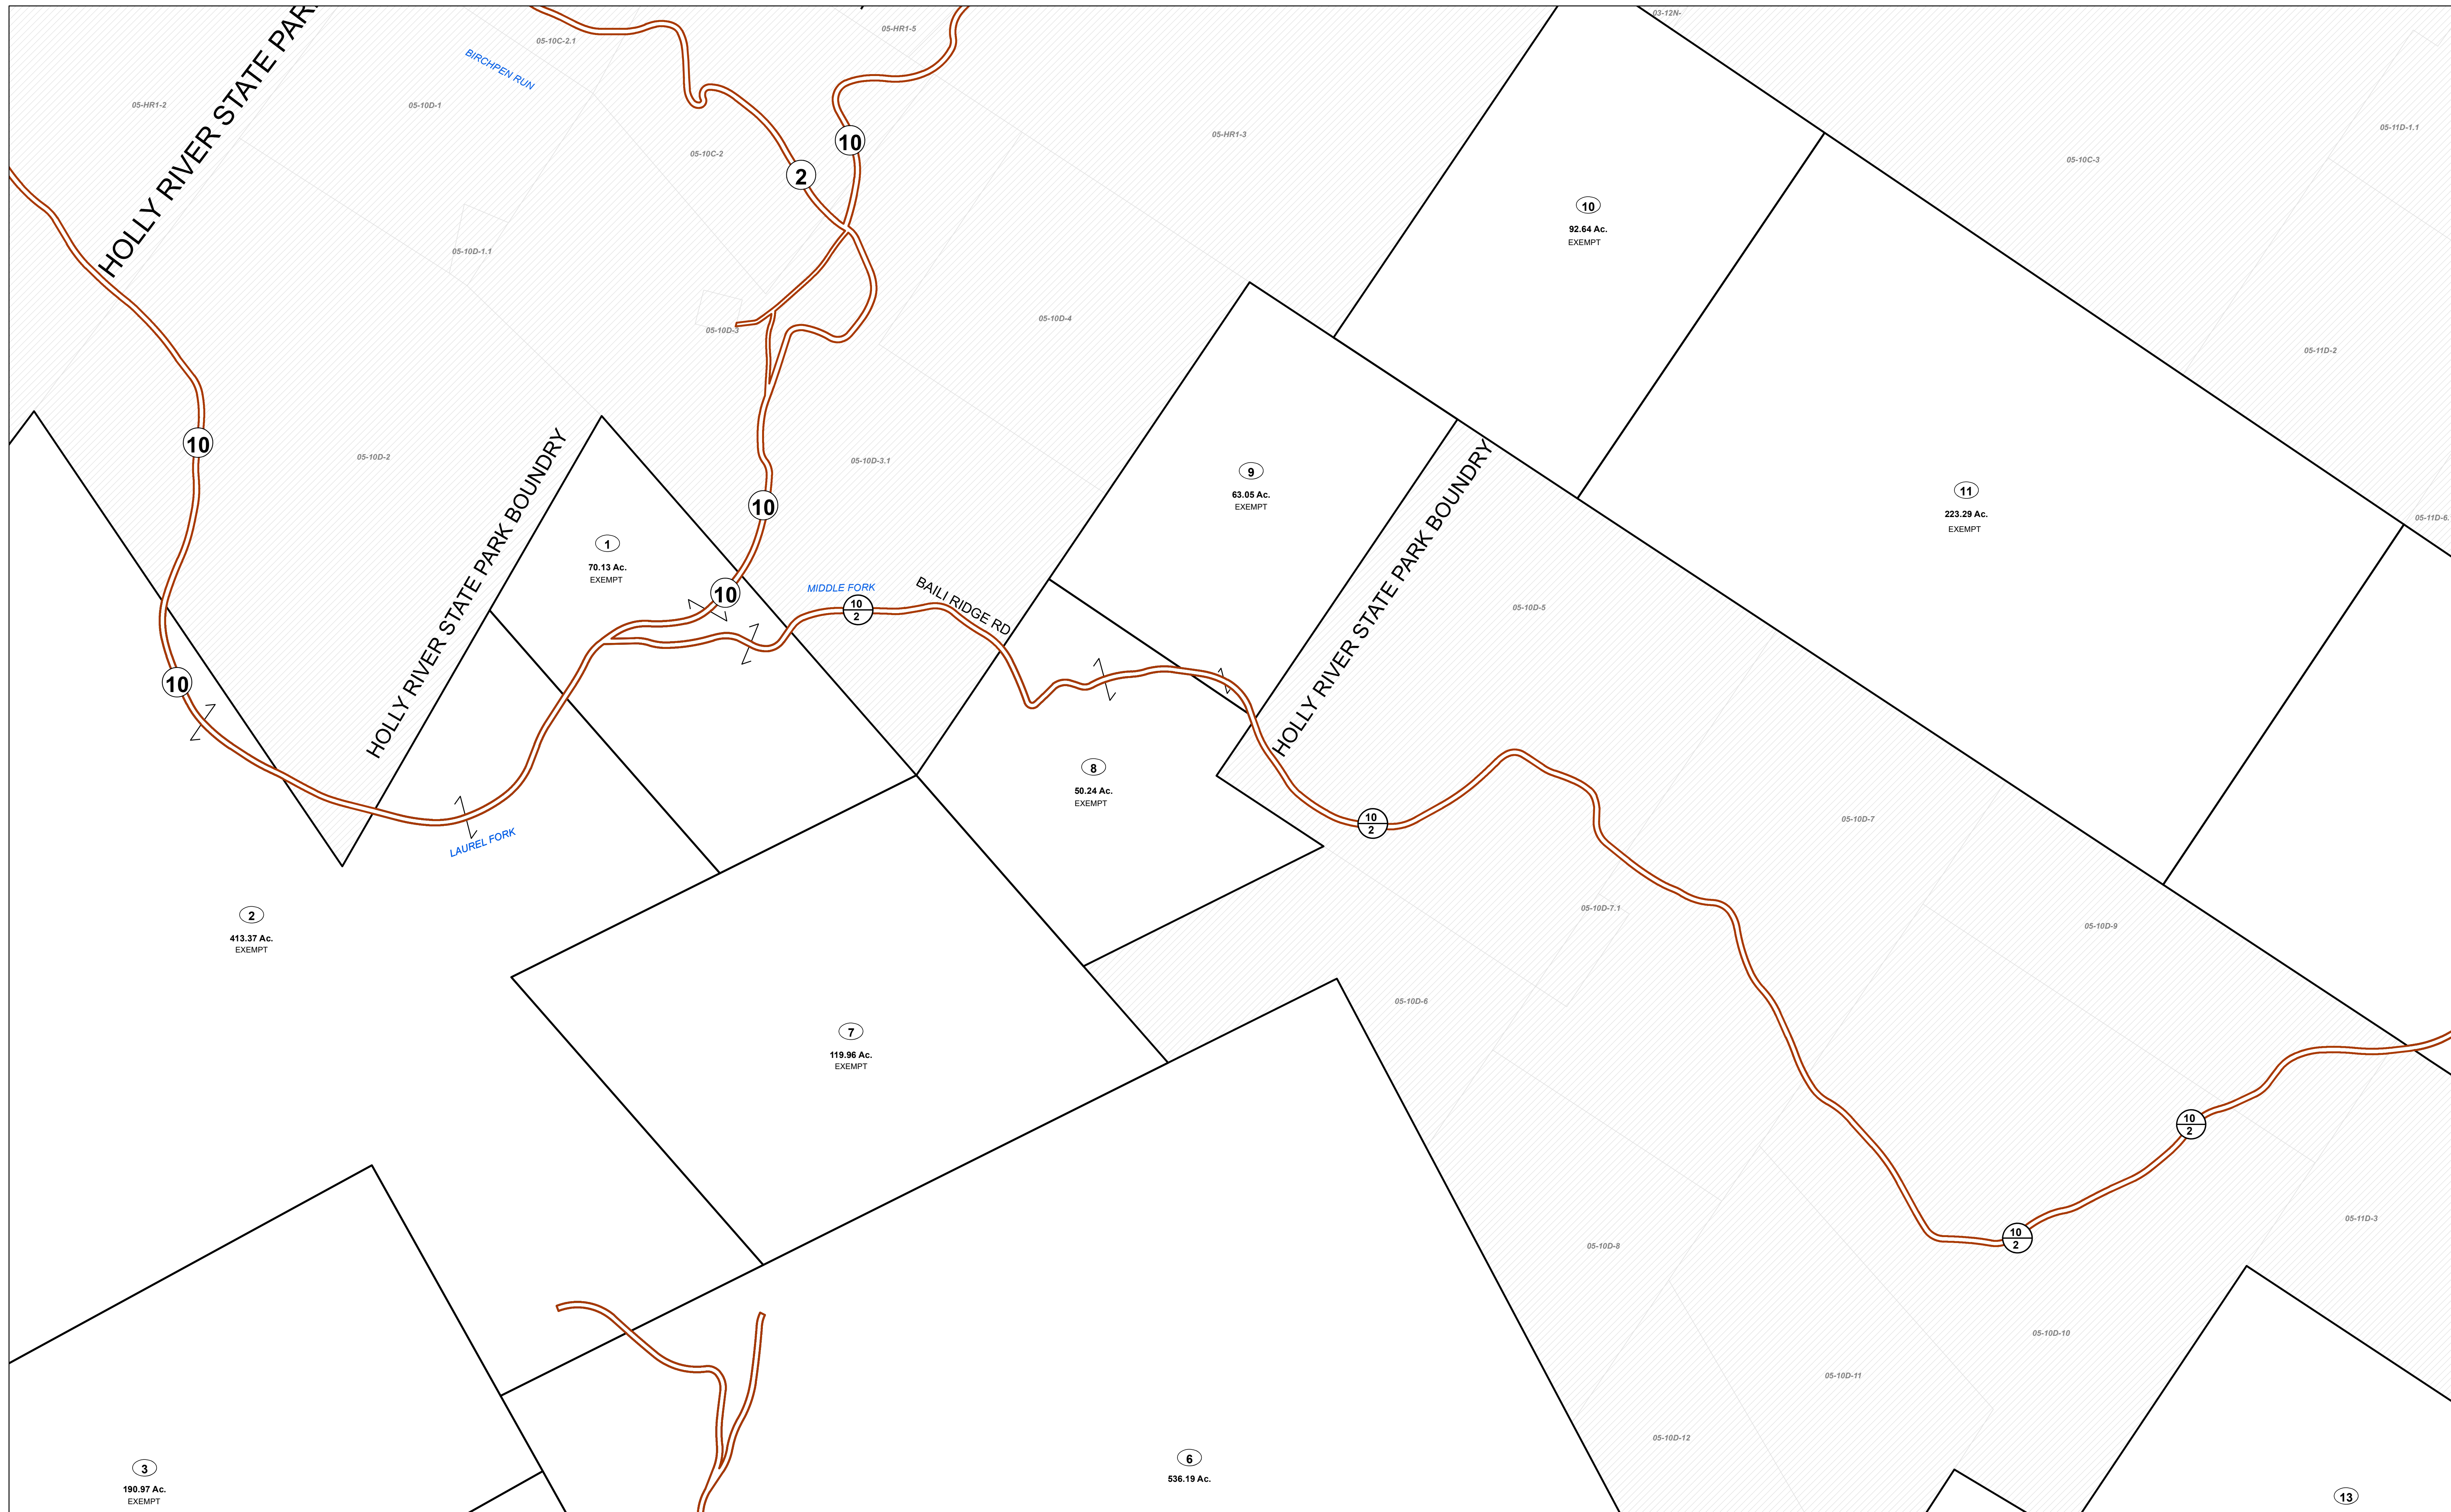 HOLLY RIVER STATE PARK
BIRCHPEN RUN
05-10C-2.1
05-HR1-5
03-12N-
05-HR1-2
05-10D-1
05-10C-2
05-HR1-3
05-10C-3
05-11D-1.1
10
2
10
92.64 Ac.
EXEMPT
05-10D-1.1
05-10D-3
05-10D-4
05-11D-2
10
05-10D-2
HOLLY RIVER STATE PARK BOUNDRY
05-10D-3.1
9
63.05 Ac.
EXEMPT
HOLLY RIVER STATE PARK BOUNDRY
11
223.29 Ac.
EXEMPT
05-11D-6.
10
1
70.13 Ac.
EXEMPT
10
MIDDLE FORK
10
2
BAILI RIDGE RD
05-10D-5
10
8
50.24 Ac.
EXEMPT
10
2
05-10D-7
LAUREL FORK
2
413.37 Ac.
EXEMPT
05-10D-7.1
05-10D-9
7
119.96 Ac.
EXEMPT
05-10D-6
10
2
10
2
05-11D-3
05-10D-8
05-10D-10
05-10D-11
05-10D-12
3
190.97 Ac.
EXEMPT
6
536.19 Ac.
13